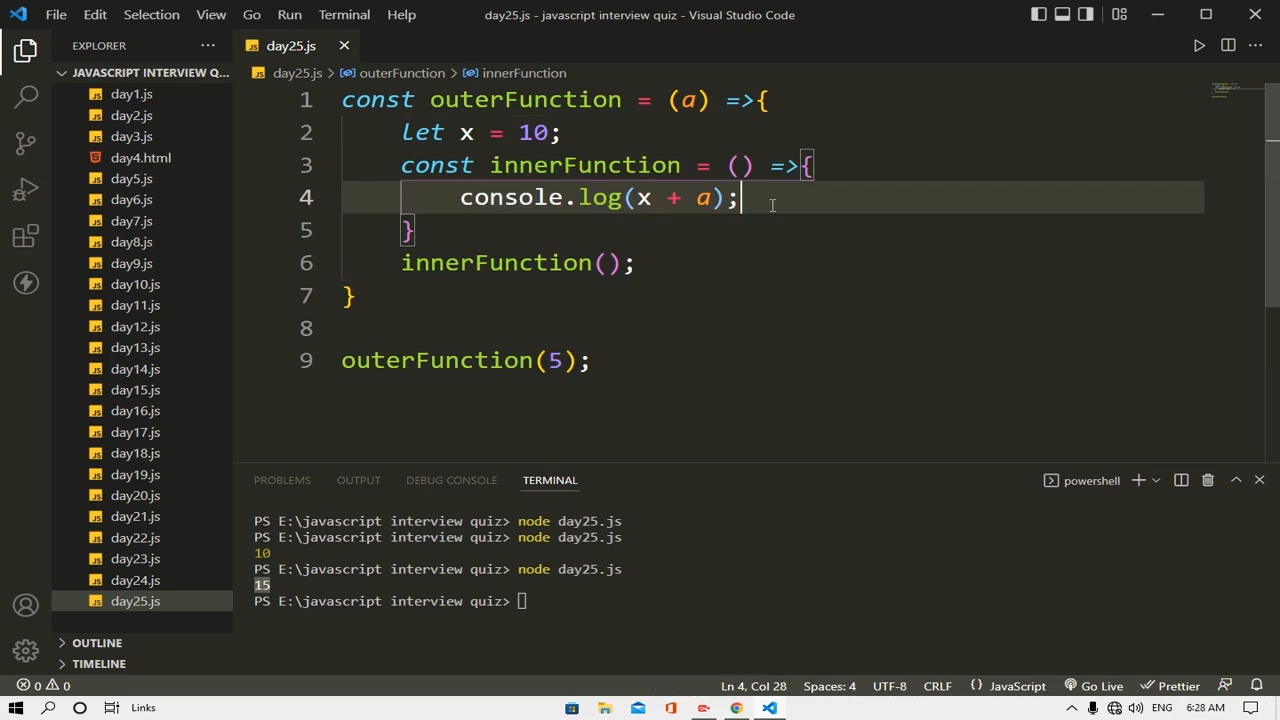 File Edit Selection View Go Run Terminal Help day25.js - javascript interview quiz - Visual Studio Code
EXPLORER
JAVASCRIPT INTERVIEW Q...
day1.js
day2.js
day3.js
day4.html
day5.js
day6.js
day7.js
day8.js
day9.js
day10.js
day11.js
day12.js
day13.js
day14.js
day15.js
day16.js
day17.js
day18.js
day19.js
day20.js
day21.js
day22.js
day23.js
day24.js
day25.js
OUTLINE
TIMELINE
JS day25.js
JS day25.js > outerFunction > innerFunction
1 const outerFunction = (a) =>{
2 let x = 10;
3 const innerFunction = () =>{
4 console.log(x + a);
5 }
6 innerFunction();
7 }
8
9 outerFunction(5);
PROBLEMS OUTPUT DEBUG CONSOLE TERMINAL powershell
PS E:\javascript interview quiz> node day25.js
PS E:\javascript interview quiz> node day25.js
10
PS E:\javascript interview quiz> node day25.js
15
PS E:\javascript interview quiz>
0 0 Ln 4, Col 28 Spaces: 4 UTF-8 CRLF {} JavaScript Go Live Prettier
Links ENG 6:28 AM